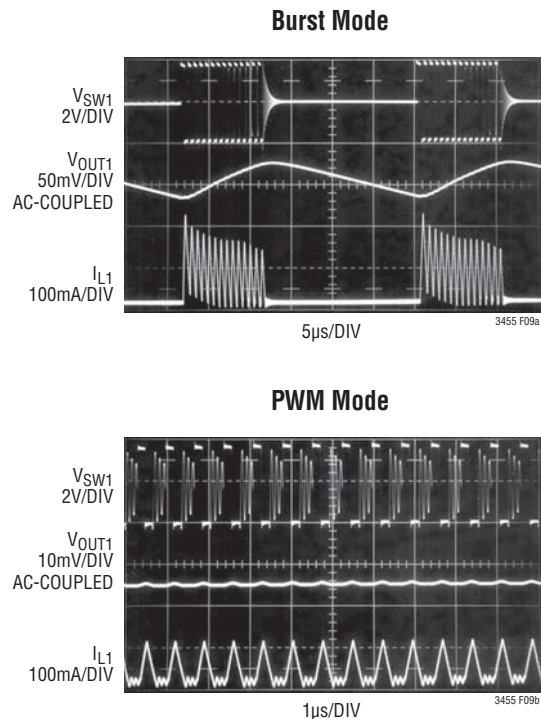 Burst Mode
VSW1
2V/DIV
VOUT1
50mV/DIV
AC-COUPLED
IL1
100mA/DIV
5µs/DIV
3455 F09a
PWM Mode
VSW1
2V/DIV
VOUT1
10mV/DIV
AC-COUPLED
IL1
100mA/DIV
1µs/DIV
3455 F09b